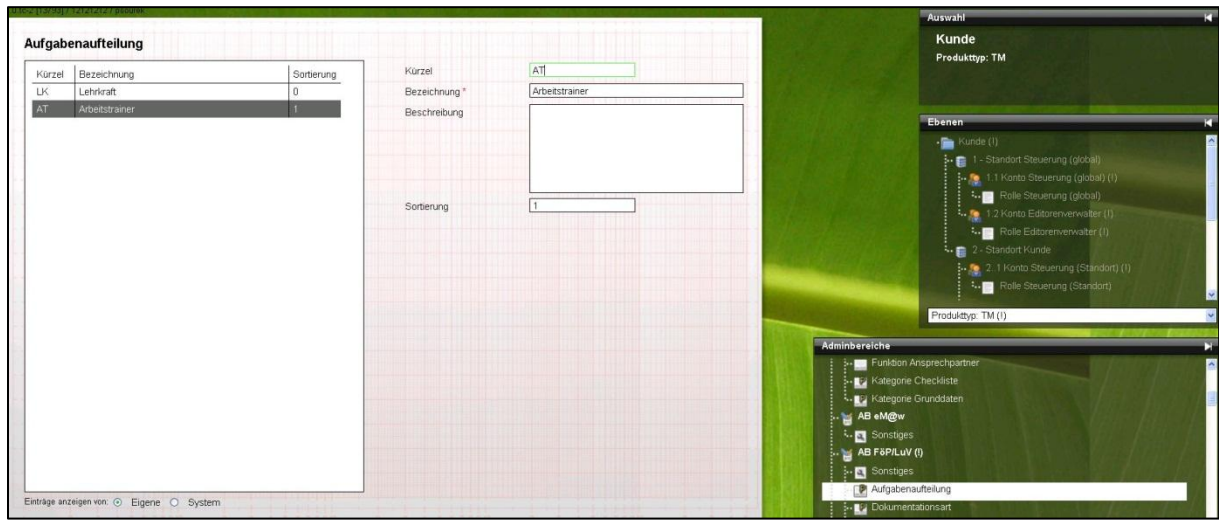 Aufgabenaufteilung
Kürzel Bezeichnung Sortierung
LK Lehrkraft 0
AT Arbeitstrainer 1
Kürzel AT
Bezeichnung * Arbeitstrainer
Beschreibung
Sortierung 1
Einträge anzeigen von: Eigene System
Auswahl
Kunde
Produkttyp: TM
Ebenen
Kunde (!)
1 - Standort Steuerung (global)
1.1 Konto Steuerung (global) (!)
Rolle Steuerung (global)
1.2 Konto Editorenverwalter (!)
Rolle Editorenverwalter (!)
2 - Standort Kunde
2.1 Konto Steuerung (Standort) (!)
Rolle Steuerung (Standort)
Produkttyp: TM (!)
Adminbereiche
Funktion Ansprechpartner
Kategorie Checkliste
Kategorie Grunddaten
AB eM@w
Sonstiges
AB FöP/LuV (!)
Sonstiges
Aufgabenaufteilung
Dokumentationsart